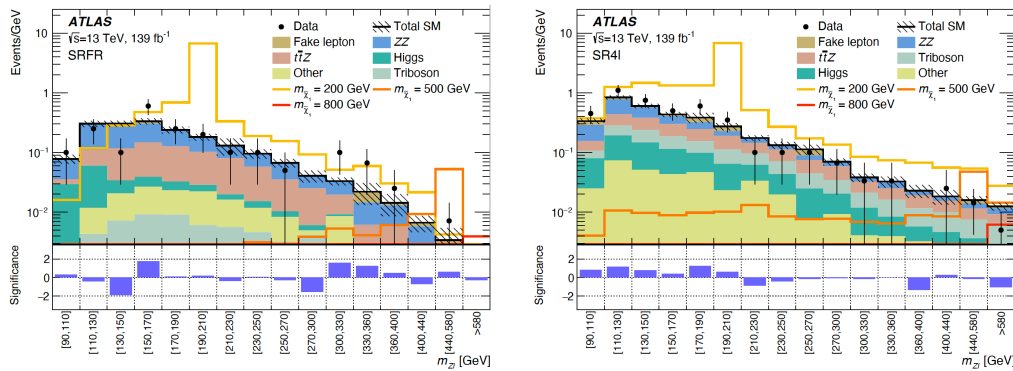 ATLAS
√s=13 TeV, 139 fb⁻¹
SRFR
Data
Total SM
Fake lepton
ZZ
tt̄Z
Higgs
Other
Triboson
m_χ̃₁ = 200 GeV
m_χ̃₁ = 500 GeV
m_χ̃₁ = 800 GeV
Events/GeV
10
1
10⁻¹
10⁻²
Significance
2
0
−2
[90,110]
[110,130]
[130,150]
[150,170]
[170,190]
[190,210]
[210,230]
[230,250]
[250,270]
[270,300]
[300,330]
[330,360]
[360,400]
[400,440]
[440,580]
>580
m_Zl [GeV]
ATLAS
√s=13 TeV, 139 fb⁻¹
SR4l
Data
Total SM
Fake lepton
ZZ
tt̄Z
Triboson
Higgs
Other
m_χ̃₁ = 200 GeV
m_χ̃₁ = 500 GeV
m_χ̃₁ = 800 GeV
Events/GeV
10
1
10⁻¹
10⁻²
Significance
2
0
−2
[90,110]
[110,130]
[130,150]
[150,170]
[170,190]
[190,210]
[210,230]
[230,250]
[250,270]
[270,300]
[300,330]
[330,360]
[360,400]
[400,440]
[440,580]
>580
m_Zl [GeV]